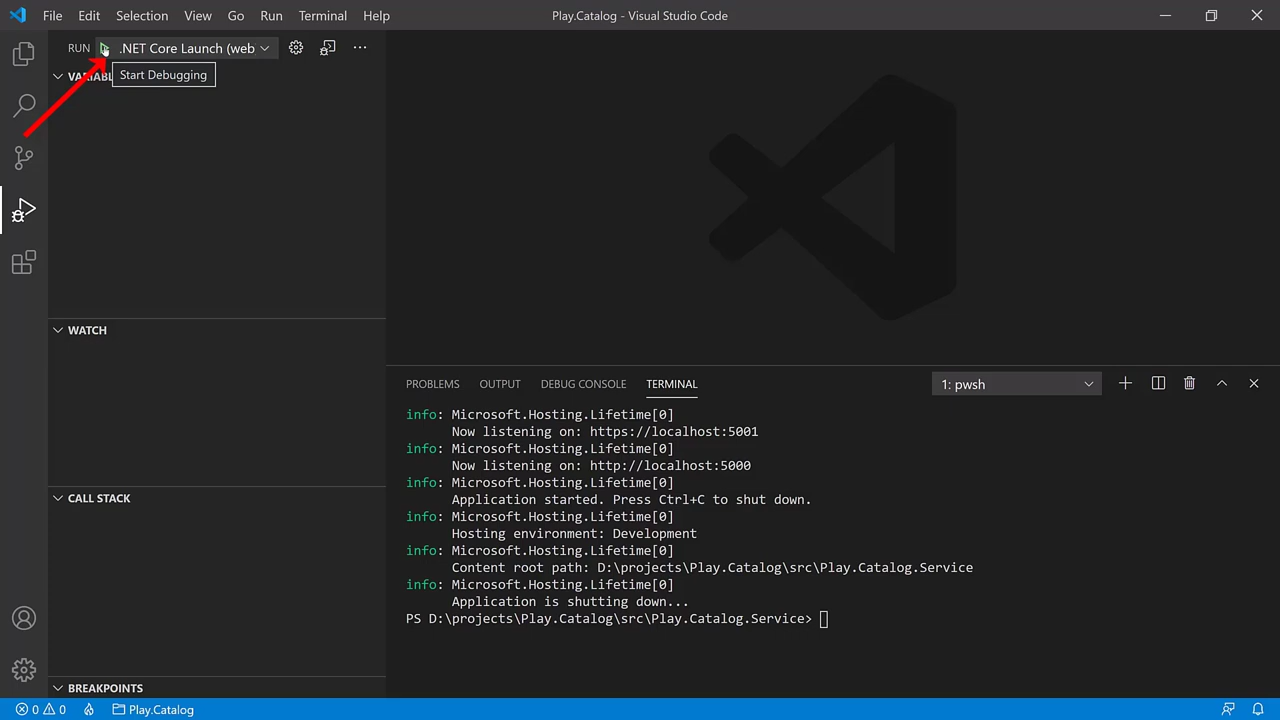 File Edit Selection View Go Run Terminal Help Play.Catalog - Visual Studio Code
RUN .NET Core Launch (web
VARIABL
Start Debugging
WATCH
CALL STACK
BREAKPOINTS
PROBLEMS OUTPUT DEBUG CONSOLE TERMINAL 1: pwsh
info: Microsoft.Hosting.Lifetime[0]
Now listening on: https://localhost:5001
info: Microsoft.Hosting.Lifetime[0]
Now listening on: http://localhost:5000
info: Microsoft.Hosting.Lifetime[0]
Application started. Press Ctrl+C to shut down.
info: Microsoft.Hosting.Lifetime[0]
Hosting environment: Development
info: Microsoft.Hosting.Lifetime[0]
Content root path: D:\projects\Play.Catalog\src\Play.Catalog.Service
info: Microsoft.Hosting.Lifetime[0]
Application is shutting down...
PS D:\projects\Play.Catalog\src\Play.Catalog.Service>
0 0 Play.Catalog